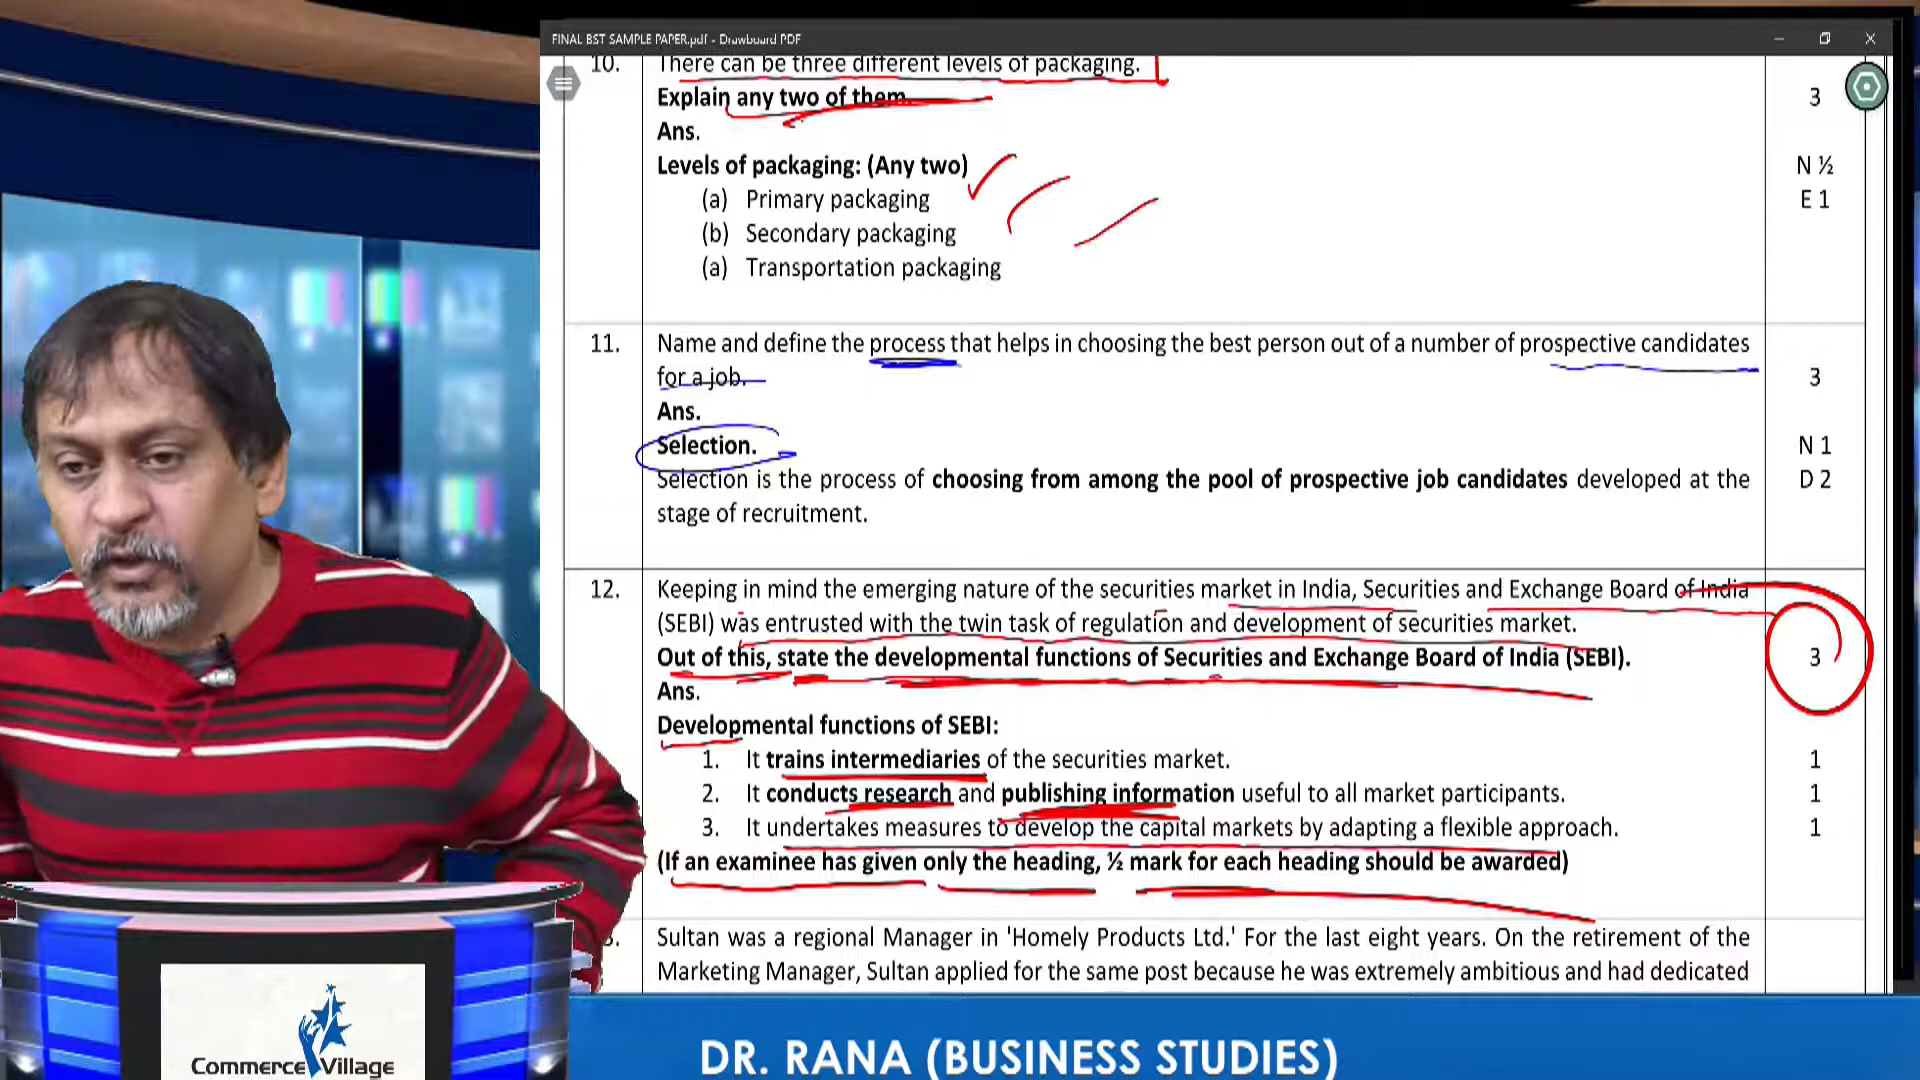 FINAL BST SAMPLE PAPER.pdf - Drawboard PDF
10. There can be three different levels of packaging.
Explain any two of them. 3
Ans.
Levels of packaging: (Any two) N ½
(a) Primary packaging E 1
(b) Secondary packaging
(a) Transportation packaging
11. Name and define the process that helps in choosing the best person out of a number of prospective candidates
for a job. 3
Ans.
Selection. N 1
Selection is the process of choosing from among the pool of prospective job candidates developed at the D 2
stage of recruitment.
12. Keeping in mind the emerging nature of the securities market in India, Securities and Exchange Board of India
(SEBI) was entrusted with the twin task of regulation and development of securities market.
Out of this, state the developmental functions of Securities and Exchange Board of India (SEBI). 3
Ans.
Developmental functions of SEBI:
1. It trains intermediaries of the securities market. 1
2. It conducts research and publishing information useful to all market participants. 1
3. It undertakes measures to develop the capital markets by adapting a flexible approach. 1
(If an examinee has given only the heading, ½ mark for each heading should be awarded)
Sultan was a regional Manager in 'Homely Products Ltd.' For the last eight years. On the retirement of the
Marketing Manager, Sultan applied for the same post because he was extremely ambitious and had dedicated
Commerce Village
DR. RANA (BUSINESS STUDIES)